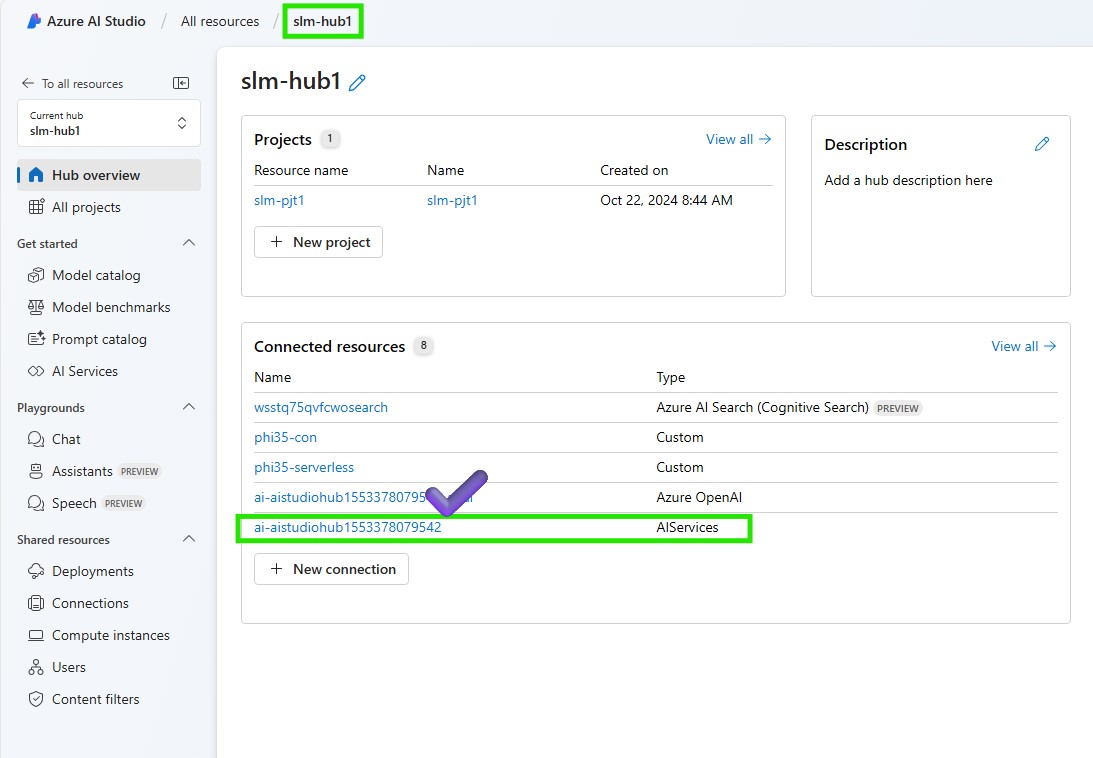 Azure AI Studio / All resources / slm-hub1
To all resources
Current hub
slm-hub1
Hub overview
All projects
Get started
Model catalog
Model benchmarks
Prompt catalog
AI Services
Playgrounds
Chat
Assistants PREVIEW
Speech PREVIEW
Shared resources
Deployments
Connections
Compute instances
Users
Content filters
slm-hub1
Projects 1 View all
Resource name Name Created on
slm-pjt1 slm-pjt1 Oct 22, 2024 8:44 AM
+ New project
Description
Add a hub description here
Connected resources 8 View all
Name Type
wsstq75qvfcwosearch Azure AI Search (Cognitive Search) PREVIEW
phi35-con Custom
phi35-serverless Custom
Azure OpenAI
ai-aistudiohub1553378079542 AIServices
+ New connection